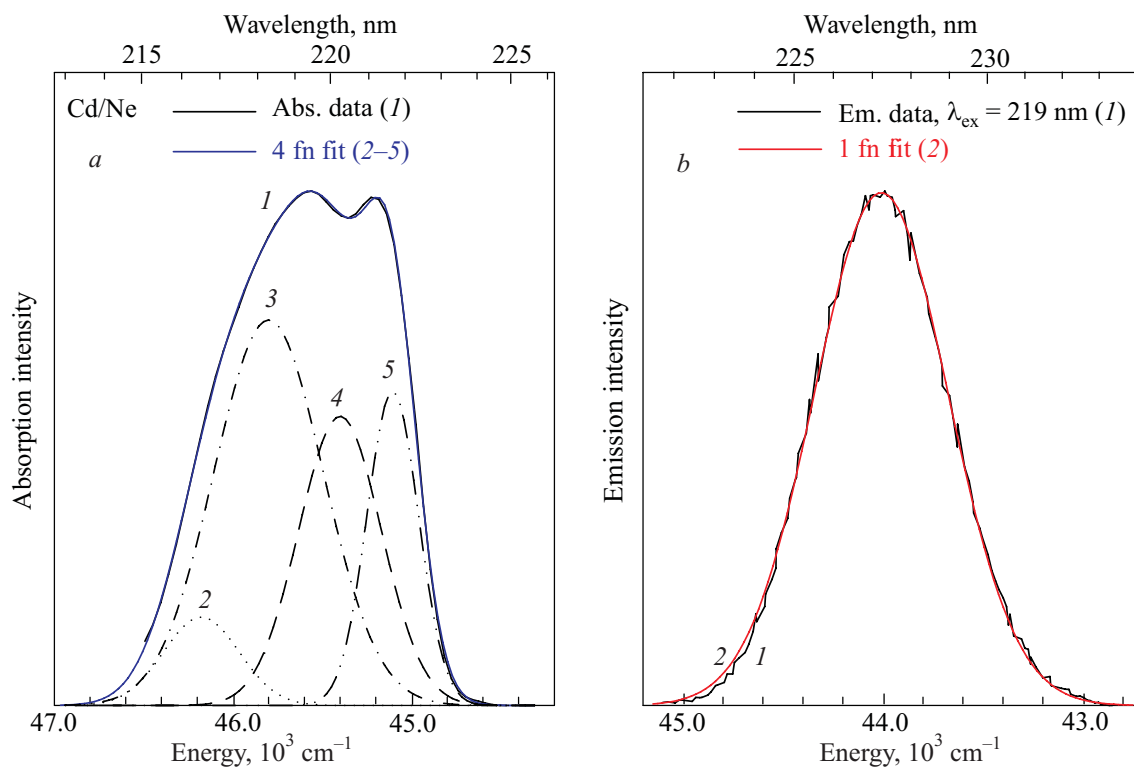 Wavelength, nm
215 220 225
Cd/Ne
Abs. data (1)
a
4 fn fit (2–5)
1
3
4
5
2
Absorption intensity
47.0 46.0 45.0
Energy, 10³ cm⁻¹
Wavelength, nm
225 230
Em. data, λex = 219 nm (1)
b
1 fn fit (2)
Emission intensity
2 1
45.0 44.0 43.0
Energy, 10³ cm⁻¹